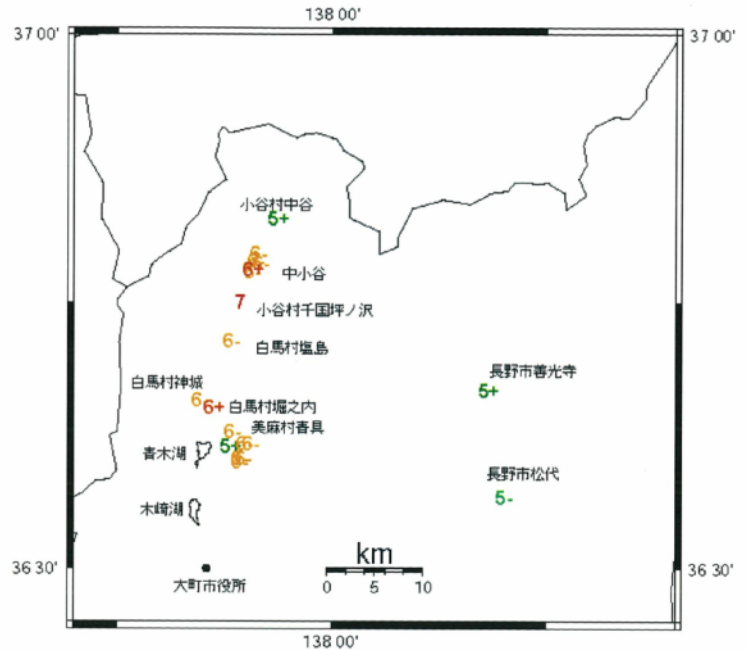 138 00'
37 00'
37 00'
小谷村中谷
5+
6-
6-
6+
中小谷
7
小谷村千国坪ノ沢
6-
白馬村塩島
白馬村神城
6-
6+
白馬村堀之内
長野市善光寺
5+
6-
美麻村青具
5+
6-
青木湖
6-
長野市松代
5-
木崎湖
km
36 30'
36 30'
大町市役所
0 5 10
138 00'